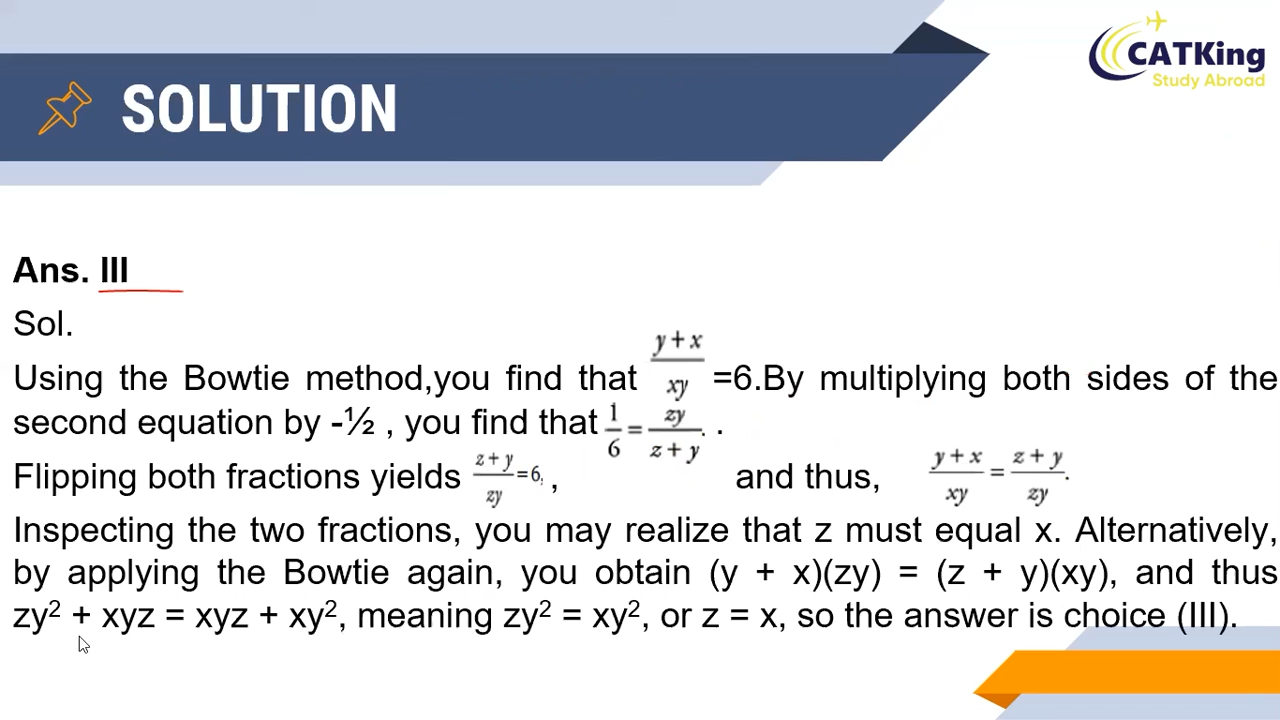 CATKing
Study Abroad
SOLUTION
Ans. III
Sol.
Using the Bowtie method,you find that (y + x)/xy =6.By multiplying both sides of the
second equation by -½ , you find that 1/6 = zy/(z + y). .
Flipping both fractions yields (z + y)/zy =6; , and thus, (y + x)/xy = (z + y)/zy.
Inspecting the two fractions, you may realize that z must equal x. Alternatively,
by applying the Bowtie again, you obtain (y + x)(zy) = (z + y)(xy), and thus
zy² + xyz = xyz + xy², meaning zy² = xy², or z = x, so the answer is choice (III).